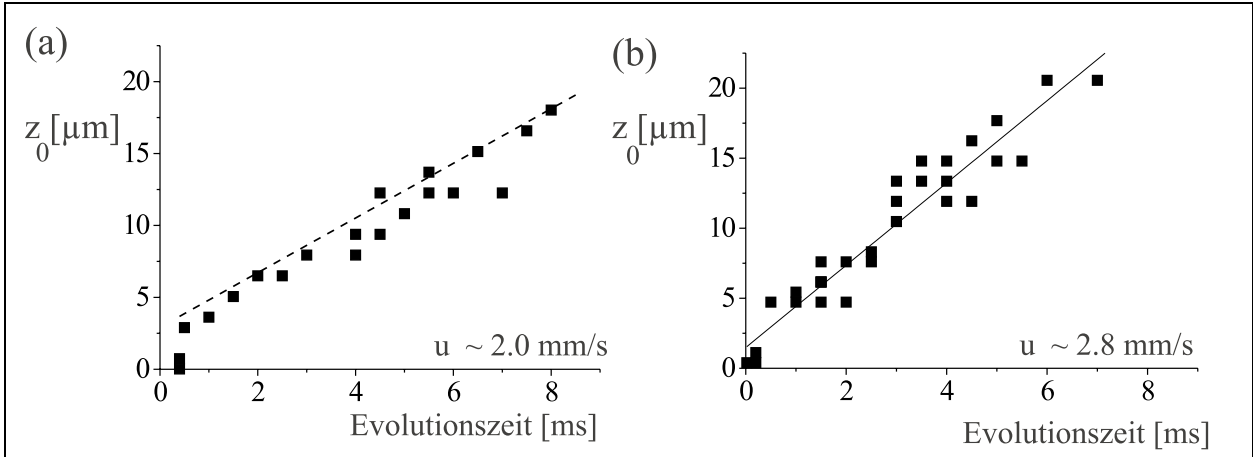 (a)
20
z0[µm]
15
10
5
u ~ 2.0 mm/s
0
0 2 4 6 8
Evolutionszeit [ms]
(b)
20
z0[µm]
15
10
5
u ~ 2.8 mm/s
0
0 2 4 6 8
Evolutionszeit [ms]